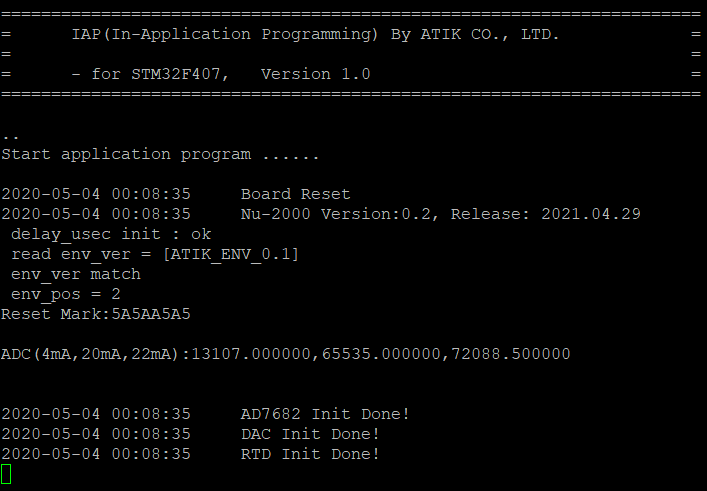 ======================================================================
=      IAP(In-Application Programming) By ATIK CO., LTD.             =
=                                                                    =
=      - for STM32F407,   Version 1.0                                =
======================================================================
..
Start application program ......
2020-05-04 00:08:35     Board Reset
2020-05-04 00:08:35     Nu-2000 Version:0.2, Release: 2021.04.29
 delay_usec init : ok
 read env_ver = [ATIK_ENV_0.1]
 env_ver match
 env_pos = 2
Reset Mark:5A5AA5A5
ADC(4mA,20mA,22mA):13107.000000,65535.000000,72088.500000
2020-05-04 00:08:35     AD7682 Init Done!
2020-05-04 00:08:35     DAC Init Done!
2020-05-04 00:08:35     RTD Init Done!